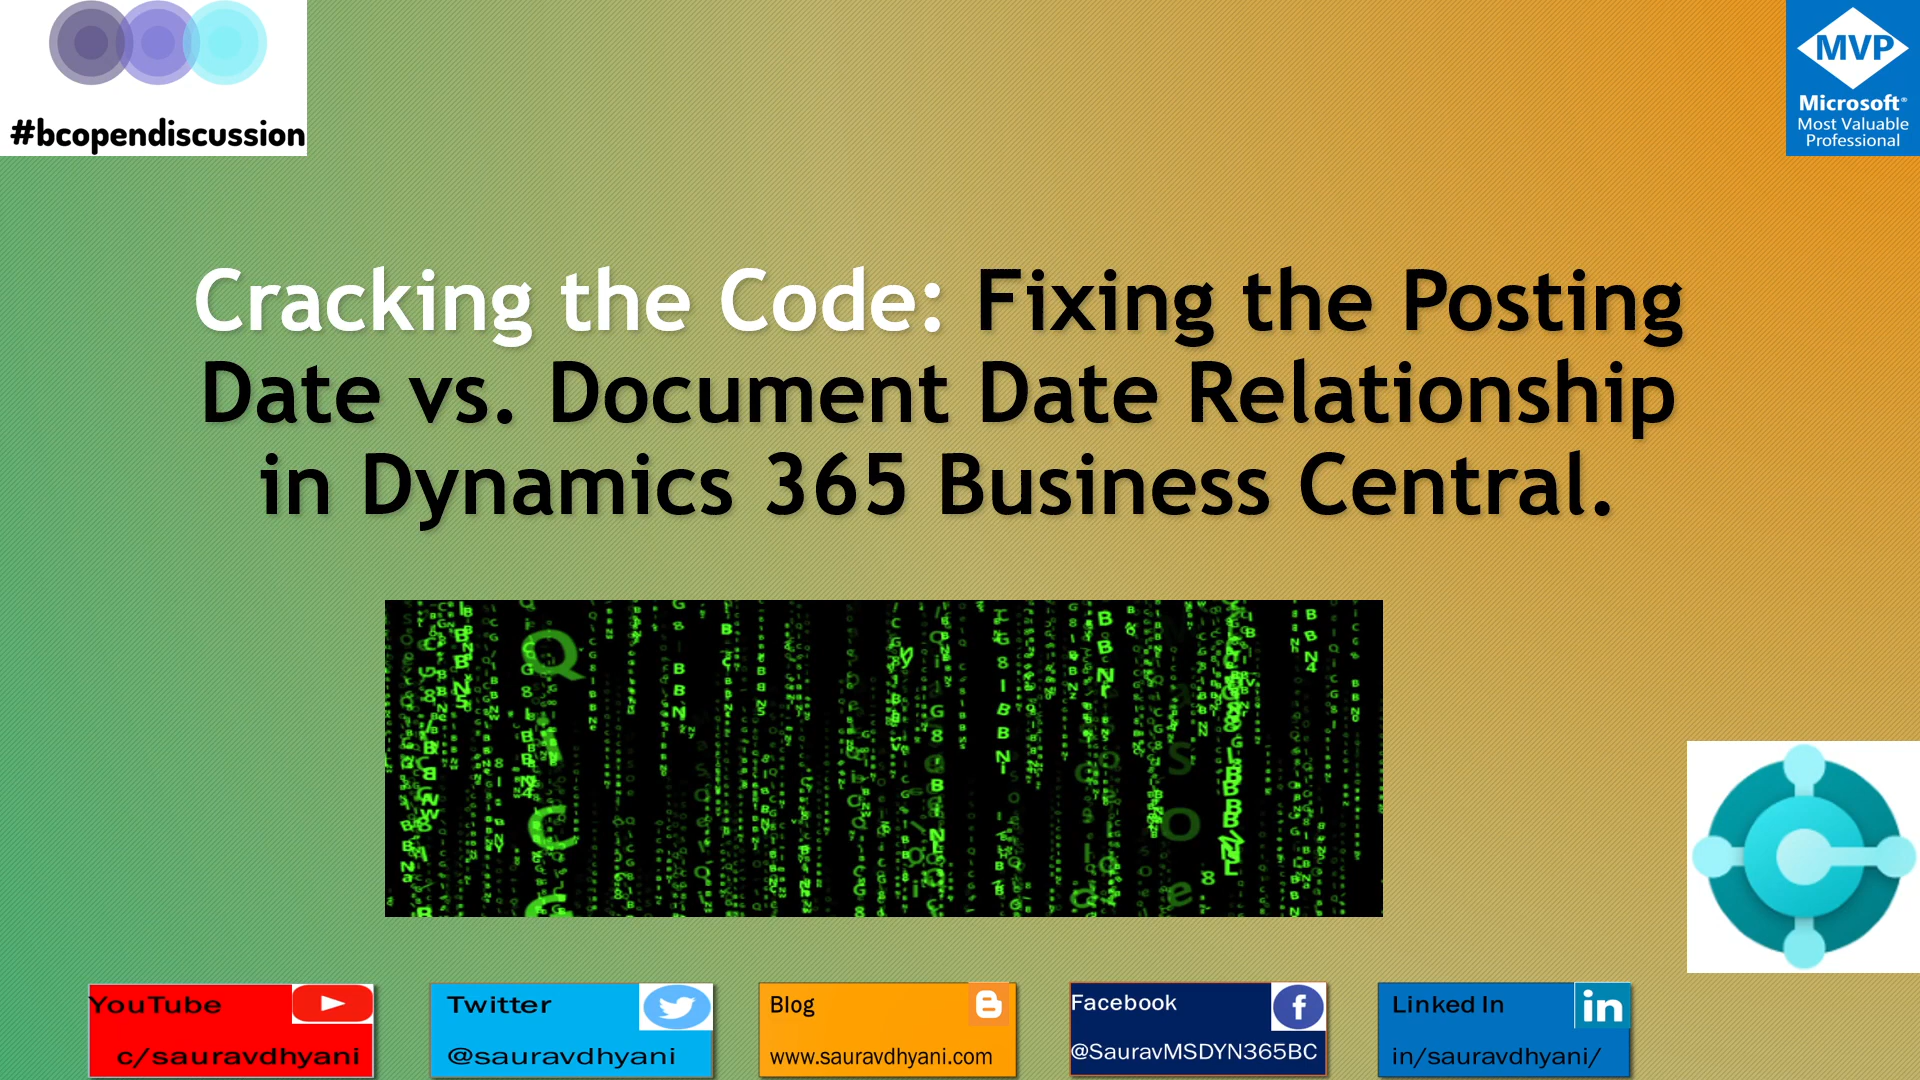 #bcopendiscussion
MVP
Microsoft®
Most Valuable
Professional
Cracking the Code: Fixing the Posting
Date vs. Document Date Relationship
in Dynamics 365 Business Central.
YouTube
c/sauravdhyani
Twitter
@sauravdhyani
Blog
www.sauravdhyani.com
Facebook
@SauravMSDYN365BC
Linked In
in
in/sauravdhyani/